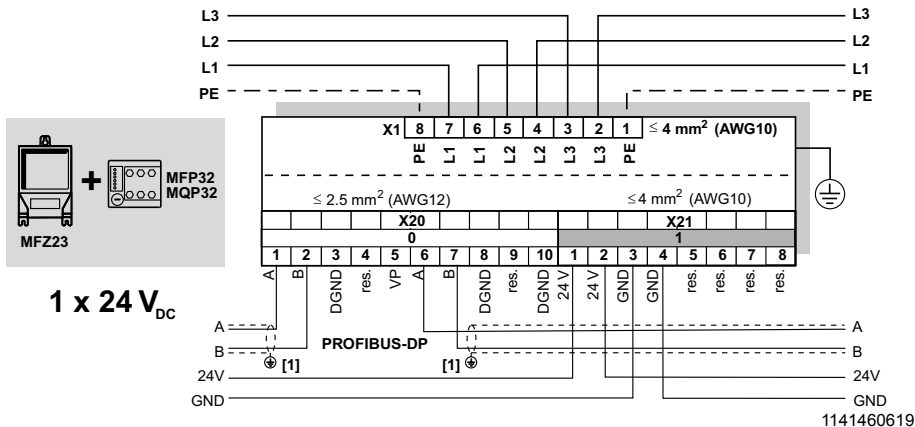 L3 L3
L2 L2
L1 L1
PE PE
X1 8 7 6 5 4 3 2 1 ≤ 4 mm² (AWG10)
PE L1 L1 L2 L2 L3 L3 PE
MFP32
MQP32
MFZ23
≤ 2.5 mm² (AWG12) ≤4 mm² (AWG10)
X20 X21
0 1
1 2 3 4 5 6 7 8 9 10 1 2 3 4 5 6 7 8
A B DGND res. VP A B DGND res. DGND 24 V 24 V GND GND res. res. res. res.
1 x 24 VDC
A A
PROFIBUS-DP
B B
[1] [1]
24V 24V
GND GND
1141460619